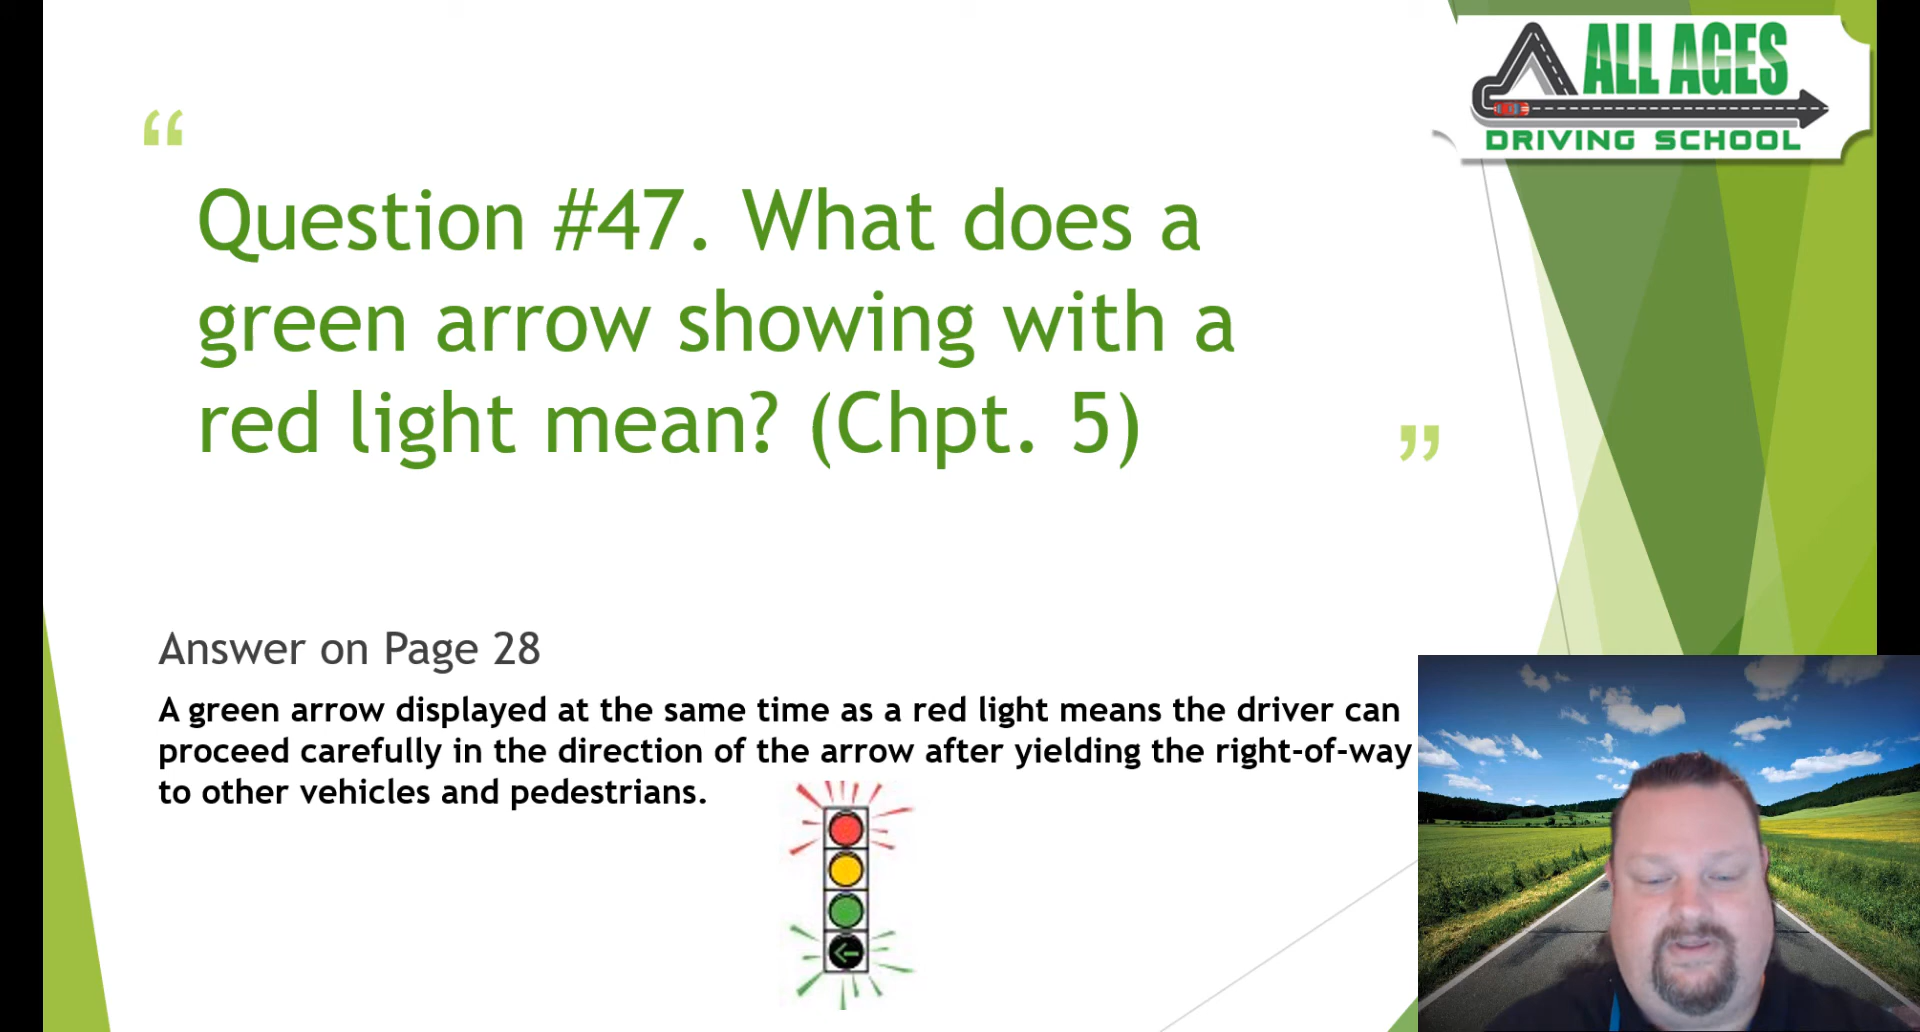 ALL AGES
DRIVING SCHOOL
“
Question #47. What does a
green arrow showing with a
red light mean? (Chpt. 5)
”
Answer on Page 28
A green arrow displayed at the same time as a red light means the driver can
proceed carefully in the direction of the arrow after yielding the right-of-way
to other vehicles and pedestrians.